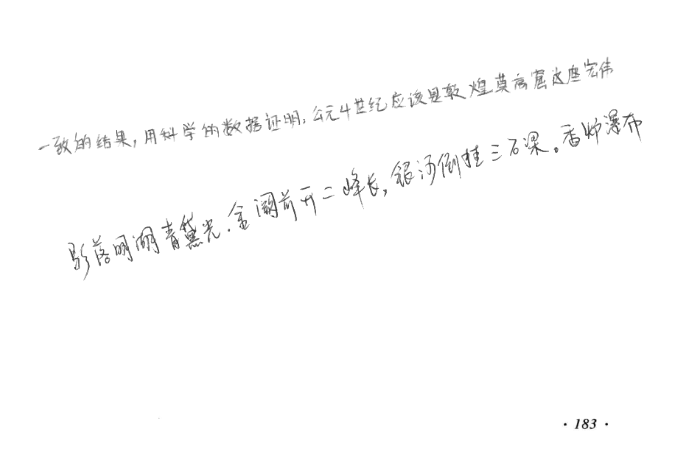 一致的结果,用科学的数据证明:公元4世纪应该是敦煌莫高窟这座宏伟
影落明湖青黛光.金阙前开二峰长,银河倒挂三石梁。香炉瀑布
· 183 ·